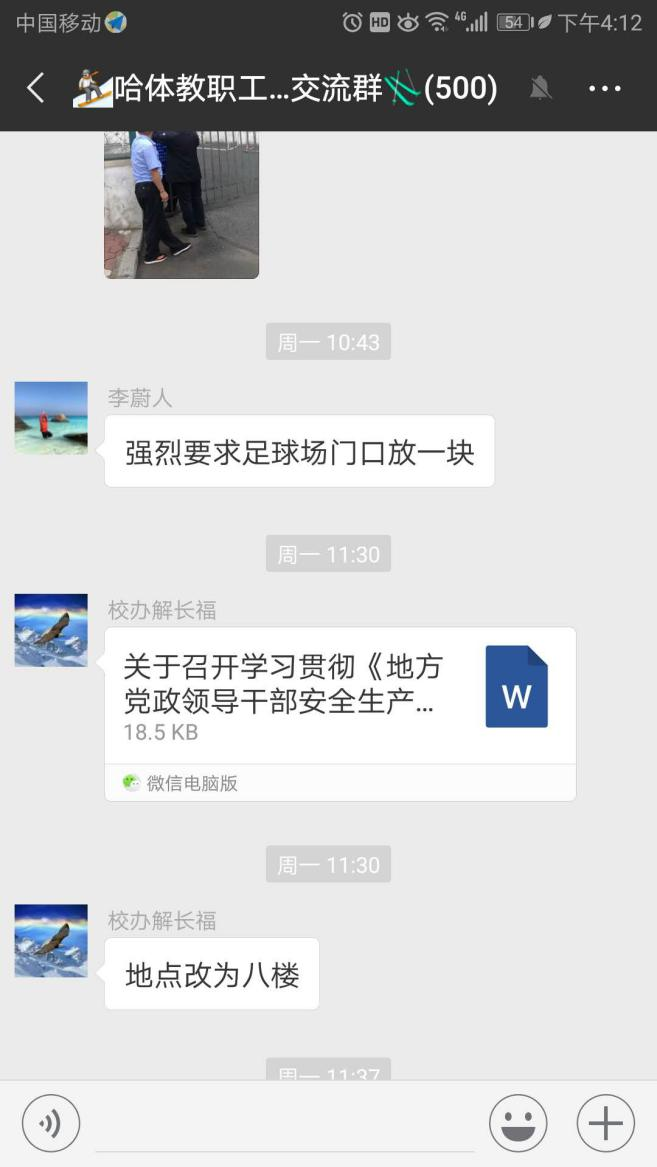 中国移动
HD
4G
54
下午4:12
哈体教职工...交流群(500)
周一 10:43
李蔚人
强烈要求足球场门口放一块
周一 11:30
校办解长福
关于召开学习贯彻《地方
党政领导干部安全生产...
18.5 KB
W
微信电脑版
周一 11:30
校办解长福
地点改为八楼
周一 11:37